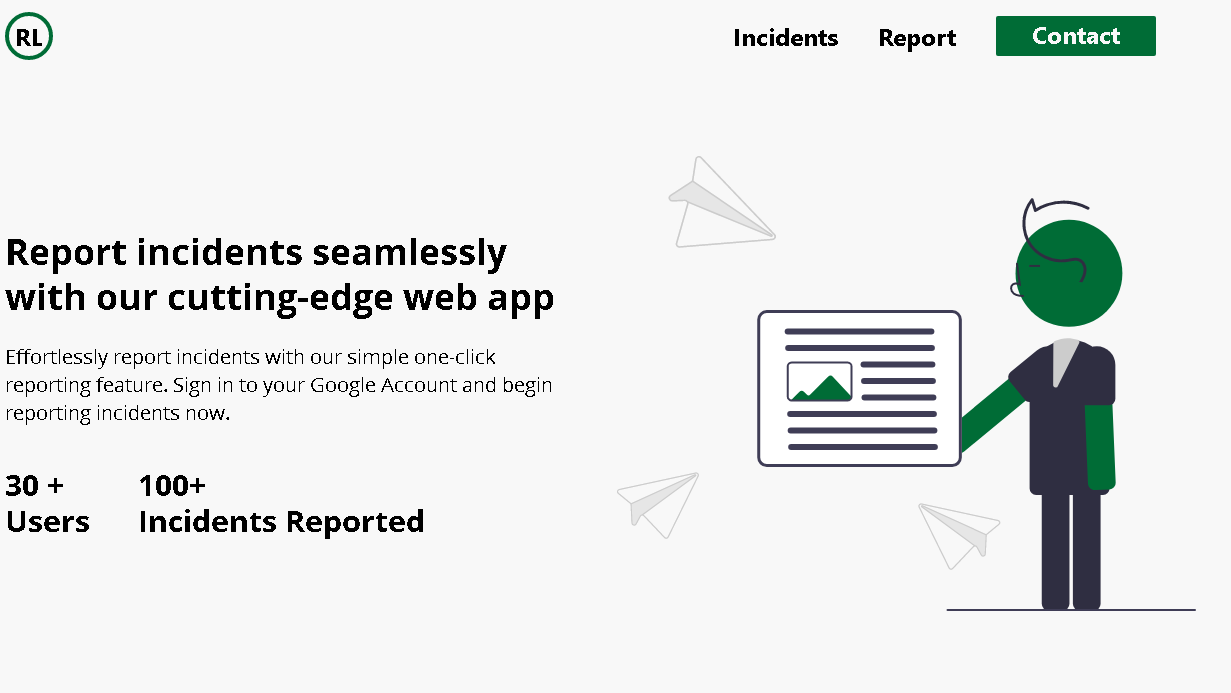 RL
Incidents Report Contact
Report incidents seamlessly
with our cutting-edge web app
Effortlessly report incidents with our simple one-click
reporting feature. Sign in to your Google Account and begin
reporting incidents now.
30 +
Users
100+
Incidents Reported